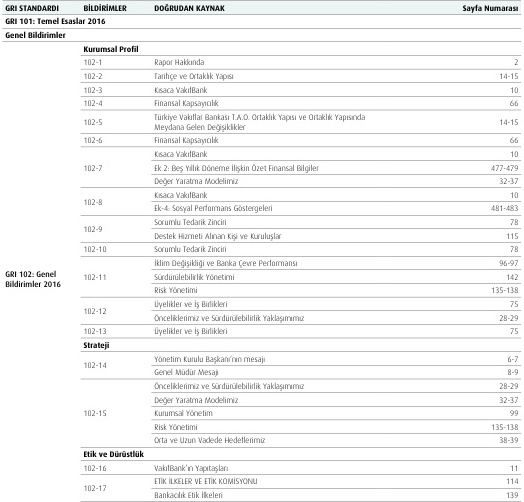 GRI STANDARDI BİLDİRİMLER DOĞRUDAN KAYNAK Sayfa Numarası
GRI 101: Temel Esaslar 2016
Genel Bildirimler
Kurumsal Profil
102-1 Rapor Hakkında 2
102-2 Tarihçe ve Ortaklık Yapısı 14-15
102-3 Kısaca VakıfBank 10
102-4 Finansal Kapsayıcılık 66
102-5 Türkiye Vakıflar Bankası T.A.O. Ortaklık Yapısı ve Ortaklık Yapısında
Meydana Gelen Değişiklikler 14-15
102-6 Finansal Kapsayıcılık 66
102-7 Kısaca VakıfBank 10
Ek 2: Beş Yıllık Döneme İlişkin Özet Finansal Bilgiler 477-479
Değer Yaratma Modelimiz 32-37
102-8 Kısaca VakıfBank 10
Ek-4: Sosyal Performans Göstergeleri 481-483
102-9 Sorumlu Tedarik Zinciri 78
Destek Hizmeti Alınan Kişi ve Kuruluşlar 115
102-10 Sorumlu Tedarik Zinciri 78
GRI 102: Genel
Bildirimler 2016
102-11 İklim Değişikliği ve Banka Çevre Performansı 96-97
Sürdürülebilirlik Yönetimi 142
Risk Yönetimi 135-138
102-12 Üyelikler ve İş Birlikleri 75
Önceliklerimiz ve Sürdürülebilirlik Yaklaşımımız 28-29
102-13 Üyelikler ve İş Birlikleri 75
Strateji
102-14 Yönetim Kurulu Başkanı'nın mesajı 6-7
Genel Müdür Mesajı 8-9
102-15 Önceliklerimiz ve Sürdürülebilirlik Yaklaşımımız 28-29
Değer Yaratma Modelimiz 32-37
Kurumsal Yönetim 99
Risk Yönetimi 135-138
Orta ve Uzun Vadede Hedeflerimiz 38-39
Etik ve Dürüstlük
102-16 VakıfBank'ın Yapıtaşları 11
102-17 ETİK İLKELER VE ETİK KOMİSYONU 114
Bankacılık Etik İlkeleri 139